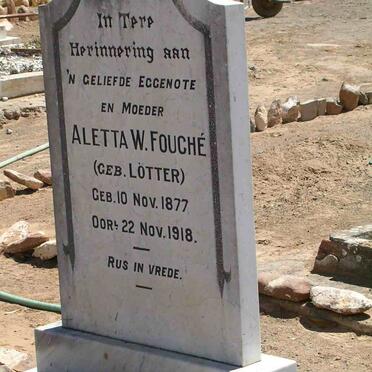 In Tere
Herinnering aan
'N GELIEFDE EGGENOTE
EN MOEDER
ALETTA W. FOUCHÉ
(GEB. LÖTTER)
GEB. 10 NOV. 1877
OORL 22 NOV. 1918.
RUS IN VREDE.